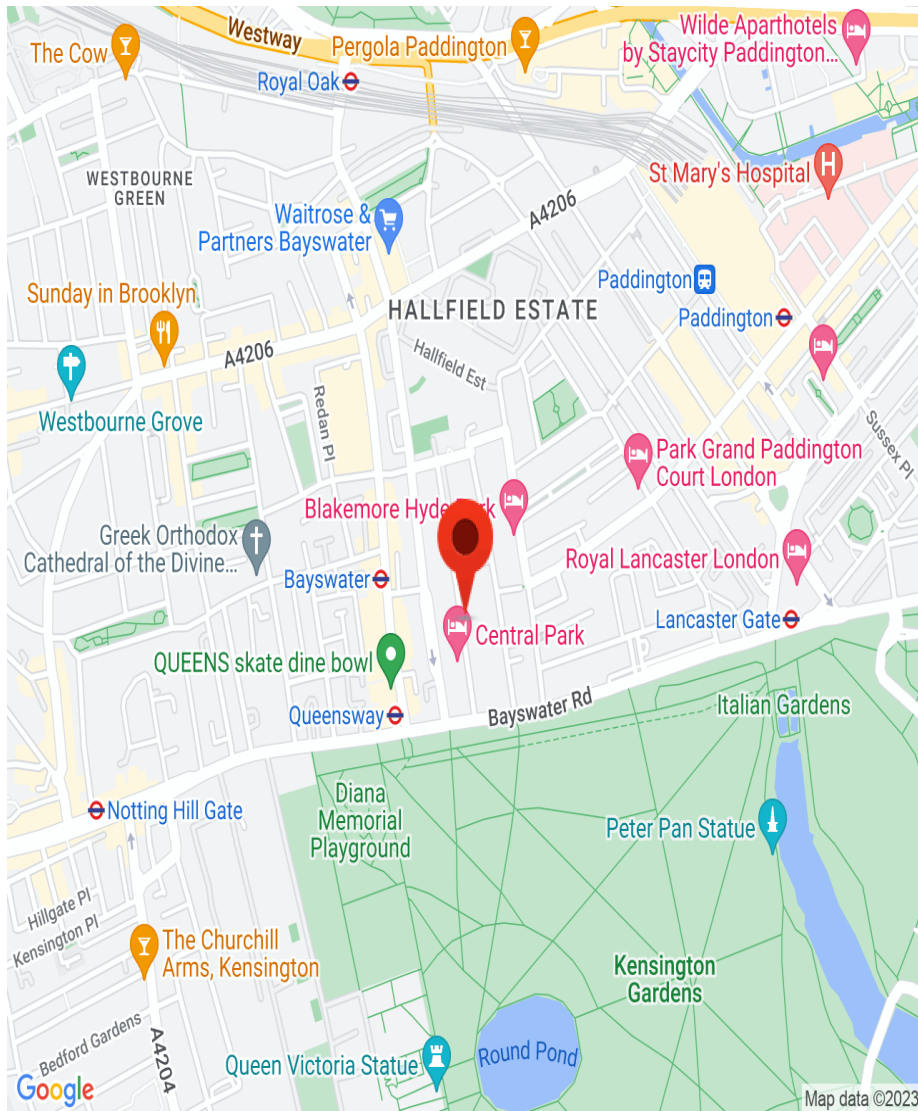 Westway
Wilde Aparthotels
by Staycity Paddington...
The Cow
Pergola Paddington
Royal Oak
St Mary's Hospital
H
WESTBOURNE
GREEN
A4206
Waitrose &
Partners Bayswater
Paddington
Sunday in Brooklyn
HALLFIELD ESTATE
Paddington
A4206
Hallfield Est
Redan Pl
Westbourne Grove
Sussex Pl
Park Grand Paddington
Court London
Blakemore Hyde Park
Greek Orthodox
Cathedral of the Divine...
Royal Lancaster London
Bayswater
Lancaster Gate
Central Park
QUEENS skate dine bowl
Bayswater Rd
Italian Gardens
Queensway
Diana
Memorial
Playground
Notting Hill Gate
Peter Pan Statue
Hillgate Pl
Kensington Pl
The Churchill
Arms, Kensington
Kensington
Gardens
Bedford Gardens
A4204
Queen Victoria Statue
Round Pond
Google
Map data ©2023